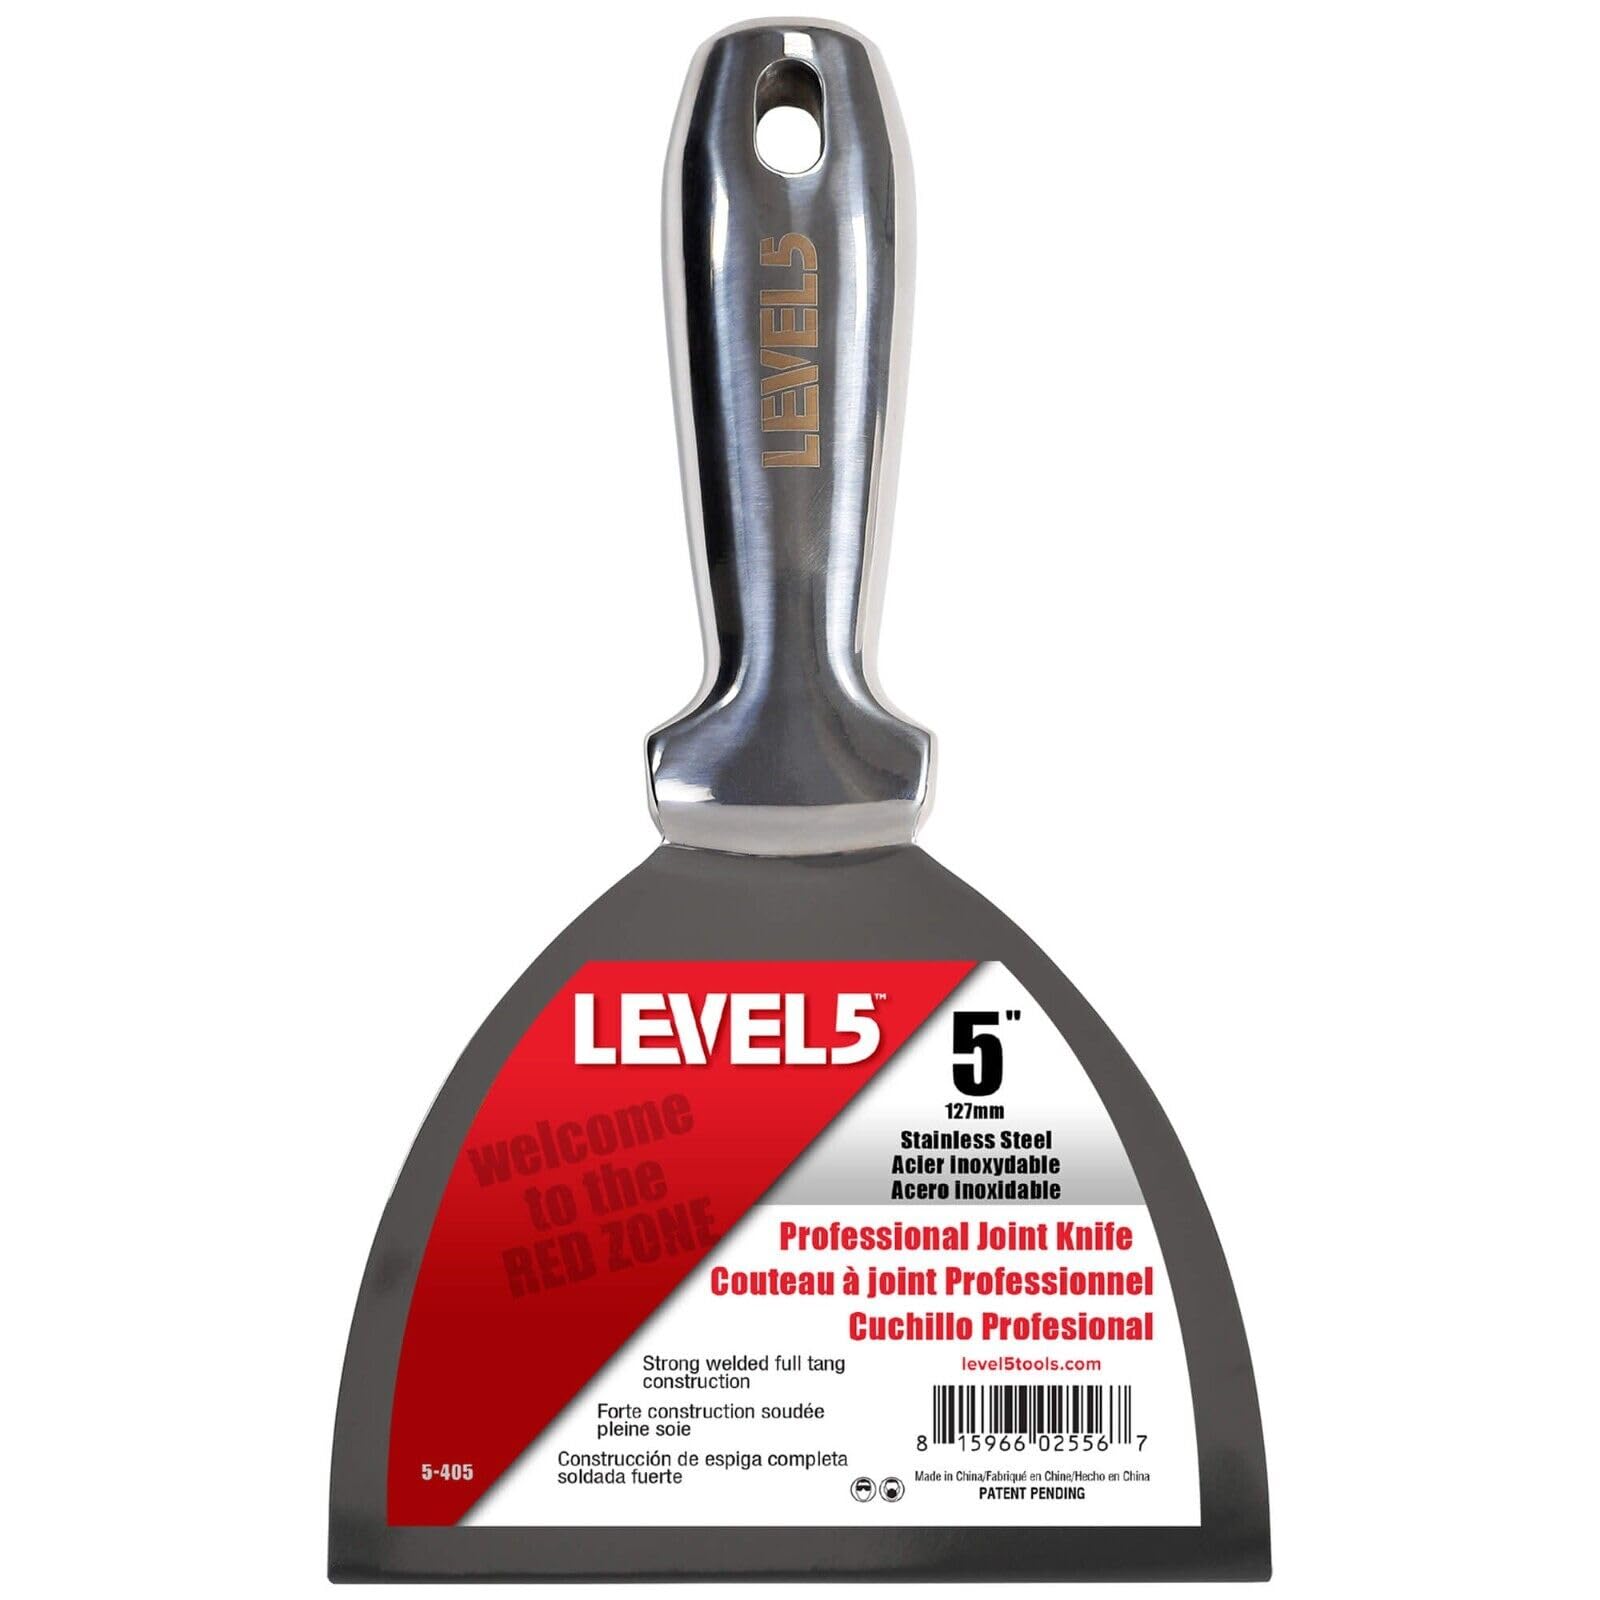 LEVEL5
LEVEL5™
5"
127mm
Stainless Steel
Acier inoxydable
Acero inoxidable
welcome
to the
RED ZONE
Professional Joint Knife
Couteau à joint Professionnel
Cuchillo Profesional
level5tools.com
Strong welded full tang
construction
Forte construction soudée
pleine soie
Construcción de espiga completa
soldada fuerte
8 15966 02556 7
5-405
Made in China/Fabriqué en Chine/Hecho en China
PATENT PENDING